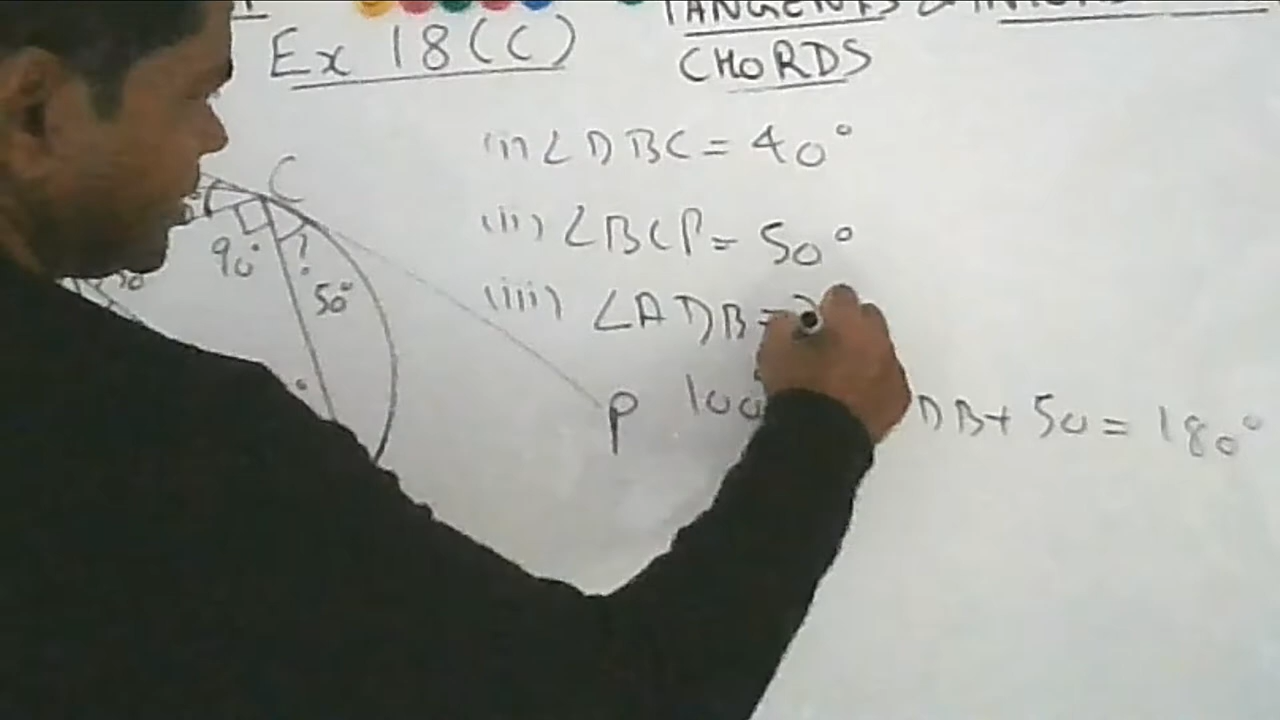 TANGENTS &
Ex 18(C)
CHORDS
(i) ∠DBC = 40°
C
(ii) ∠BCP = 50°
90°
?
50°
(iii) ∠ADB =
P
100
DB + 50 = 180°